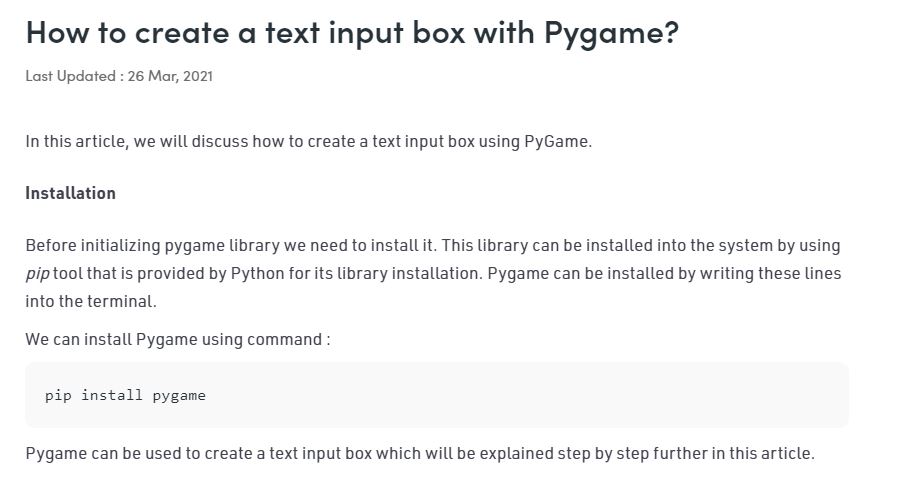 How to create a text input box with Pygame?
Last Updated : 26 Mar, 2021
In this article, we will discuss how to create a text input box using PyGame.
Installation
Before initializing pygame library we need to install it. This library can be installed into the system by using
pip tool that is provided by Python for its library installation. Pygame can be installed by writing these lines
into the terminal.
We can install Pygame using command :
pip install pygame
Pygame can be used to create a text input box which will be explained step by step further in this article.